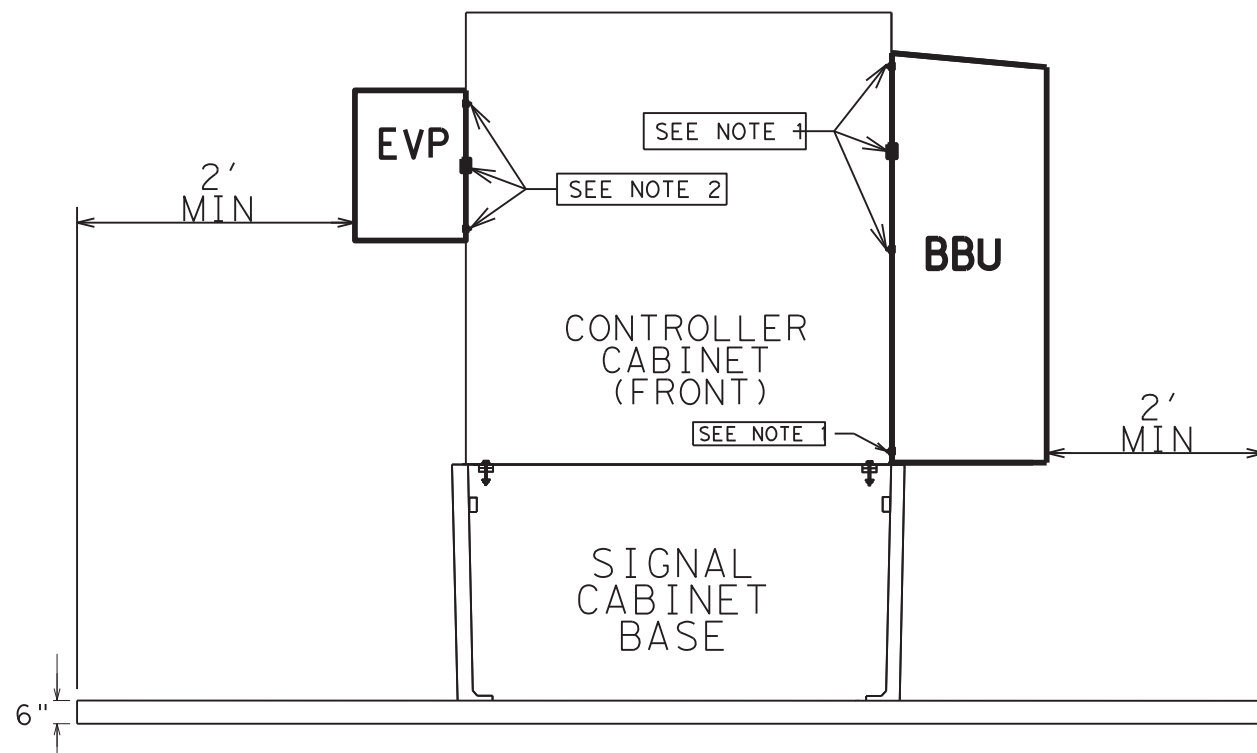 EVP
SEE NOTE 1
2'
MIN
SEE NOTE 2
BBU
CONTROLLER
CABINET
(FRONT)
SEE NOTE 1
2'
MIN
SIGNAL
CABINET
BASE
6"